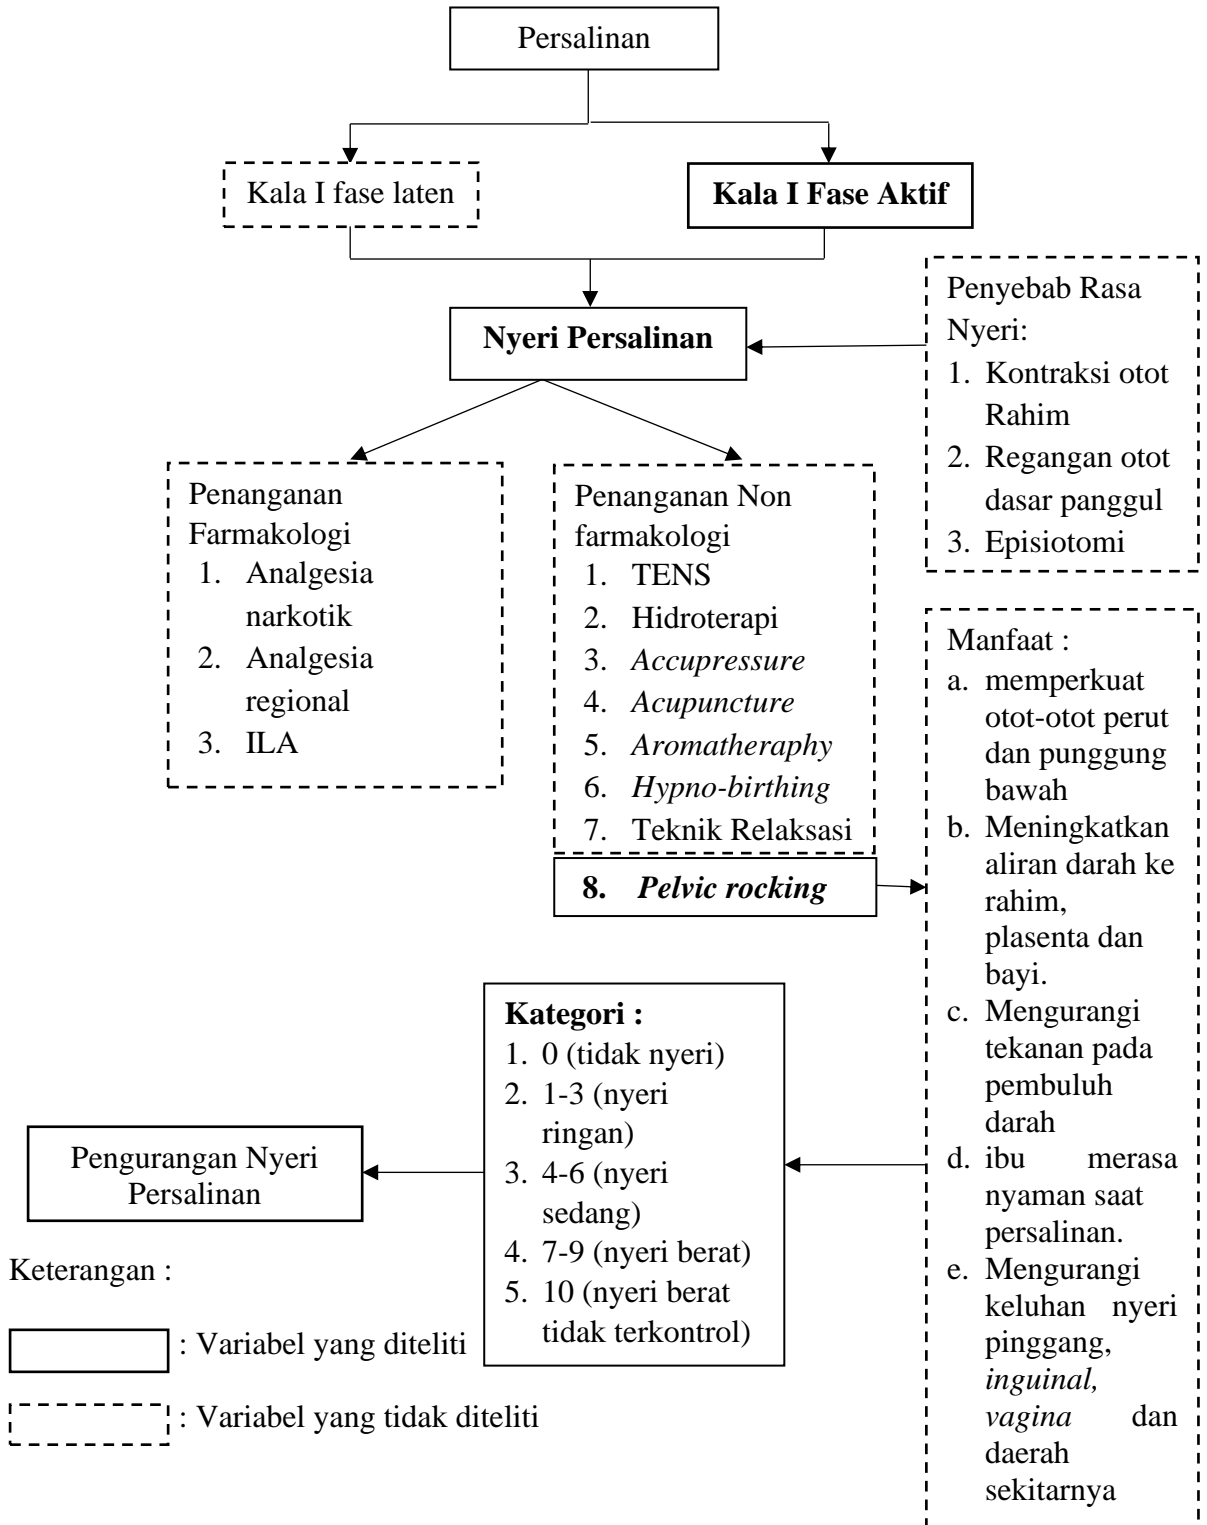 Persalinan
Kala I fase laten
Kala I Fase Aktif
Nyeri Persalinan
Penyebab Rasa
Nyeri:
1. Kontraksi otot
Rahim
2. Regangan otot
dasar panggul
3. Episiotomi
Penanganan
Farmakologi
1. Analgesia
narkotik
2. Analgesia
regional
3. ILA
Penanganan Non
farmakologi
1. TENS
2. Hidroterapi
3. Accupressure
4. Acupuncture
5. Aromatheraphy
6. Hypno-birthing
7. Teknik Relaksasi
8. Pelvic rocking
Manfaat :
a. memperkuat
otot-otot perut
dan punggung
bawah
b. Meningkatkan
aliran darah ke
rahim,
plasenta dan
bayi.
c. Mengurangi
tekanan pada
pembuluh
darah
d. ibu merasa
nyaman saat
persalinan.
e. Mengurangi
keluhan nyeri
pinggang,
inguinal,
vagina dan
daerah
sekitarnya
Kategori :
1. 0 (tidak nyeri)
2. 1-3 (nyeri
ringan)
3. 4-6 (nyeri
sedang)
4. 7-9 (nyeri berat)
5. 10 (nyeri berat
tidak terkontrol)
Pengurangan Nyeri
Persalinan
Keterangan :
: Variabel yang diteliti
: Variabel yang tidak diteliti